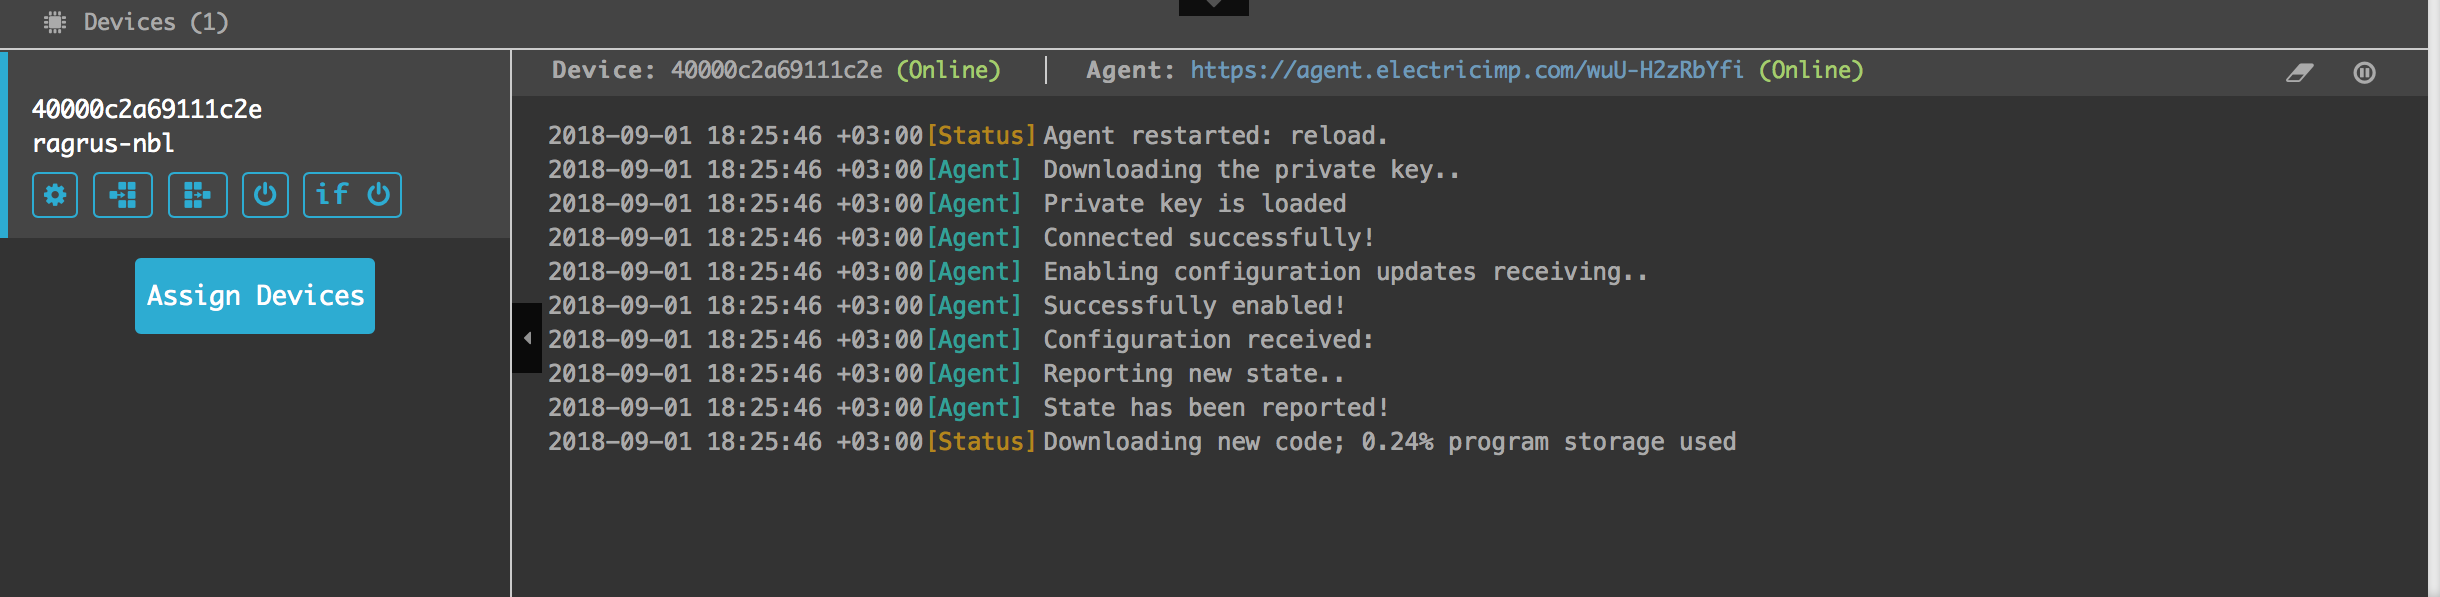 Devices (1)
40000c2a69111c2e
ragrus-nbl
if
Assign Devices
Device: 40000c2a69111c2e (Online) | Agent: https://agent.electricimp.com/wuU-H2zRbYfi (Online)
2018-09-01 18:25:46 +03:00 [Status] Agent restarted: reload.
2018-09-01 18:25:46 +03:00 [Agent] Downloading the private key..
2018-09-01 18:25:46 +03:00 [Agent] Private key is loaded
2018-09-01 18:25:46 +03:00 [Agent] Connected successfully!
2018-09-01 18:25:46 +03:00 [Agent] Enabling configuration updates receiving..
2018-09-01 18:25:46 +03:00 [Agent] Successfully enabled!
2018-09-01 18:25:46 +03:00 [Agent] Configuration received:
2018-09-01 18:25:46 +03:00 [Agent] Reporting new state..
2018-09-01 18:25:46 +03:00 [Agent] State has been reported!
2018-09-01 18:25:46 +03:00 [Status] Downloading new code; 0.24% program storage used